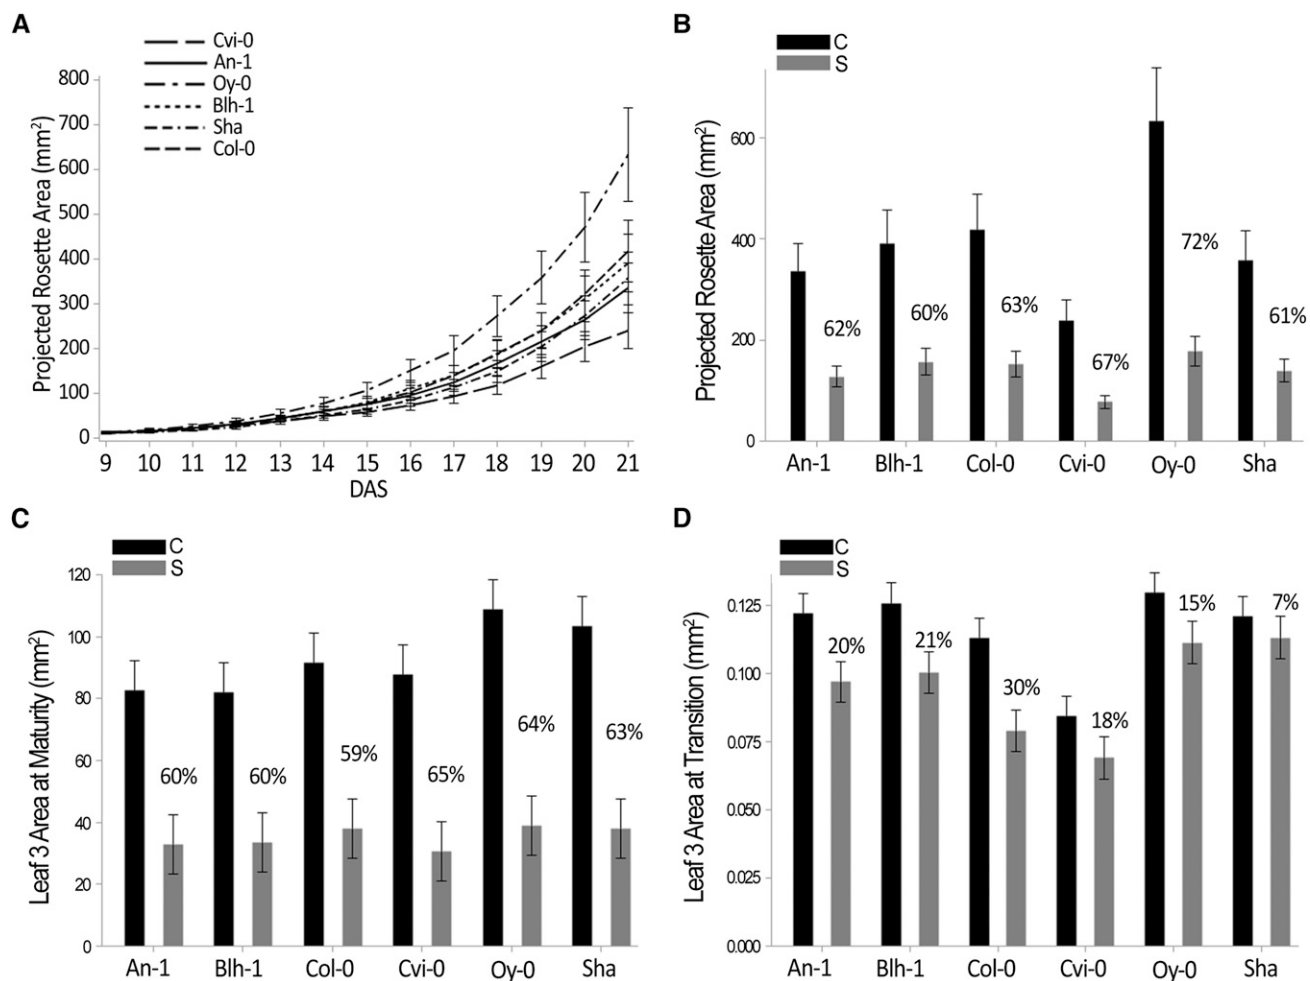 A
Cvi-0
An-1
Oy-0
Blh-1
Sha
Col-0
Projected Rosette Area (mm²)
800
700
600
500
400
300
200
100
0
9 10 11 12 13 14 15 16 17 18 19 20 21
DAS
B
C
S
Projected Rosette Area (mm²)
600
400
200
0
62% 60% 63% 67% 72% 61%
An-1 Blh-1 Col-0 Cvi-0 Oy-0 Sha
C
C
S
Leaf 3 Area at Maturity (mm²)
120
100
80
60
40
20
0
60% 60% 59% 65% 64% 63%
An-1 Blh-1 Col-0 Cvi-0 Oy-0 Sha
D
C
S
Leaf 3 Area at Transition (mm²)
0.125
0.100
0.075
0.050
0.025
0.000
20% 21% 30% 18% 15% 7%
An-1 Blh-1 Col-0 Cvi-0 Oy-0 Sha